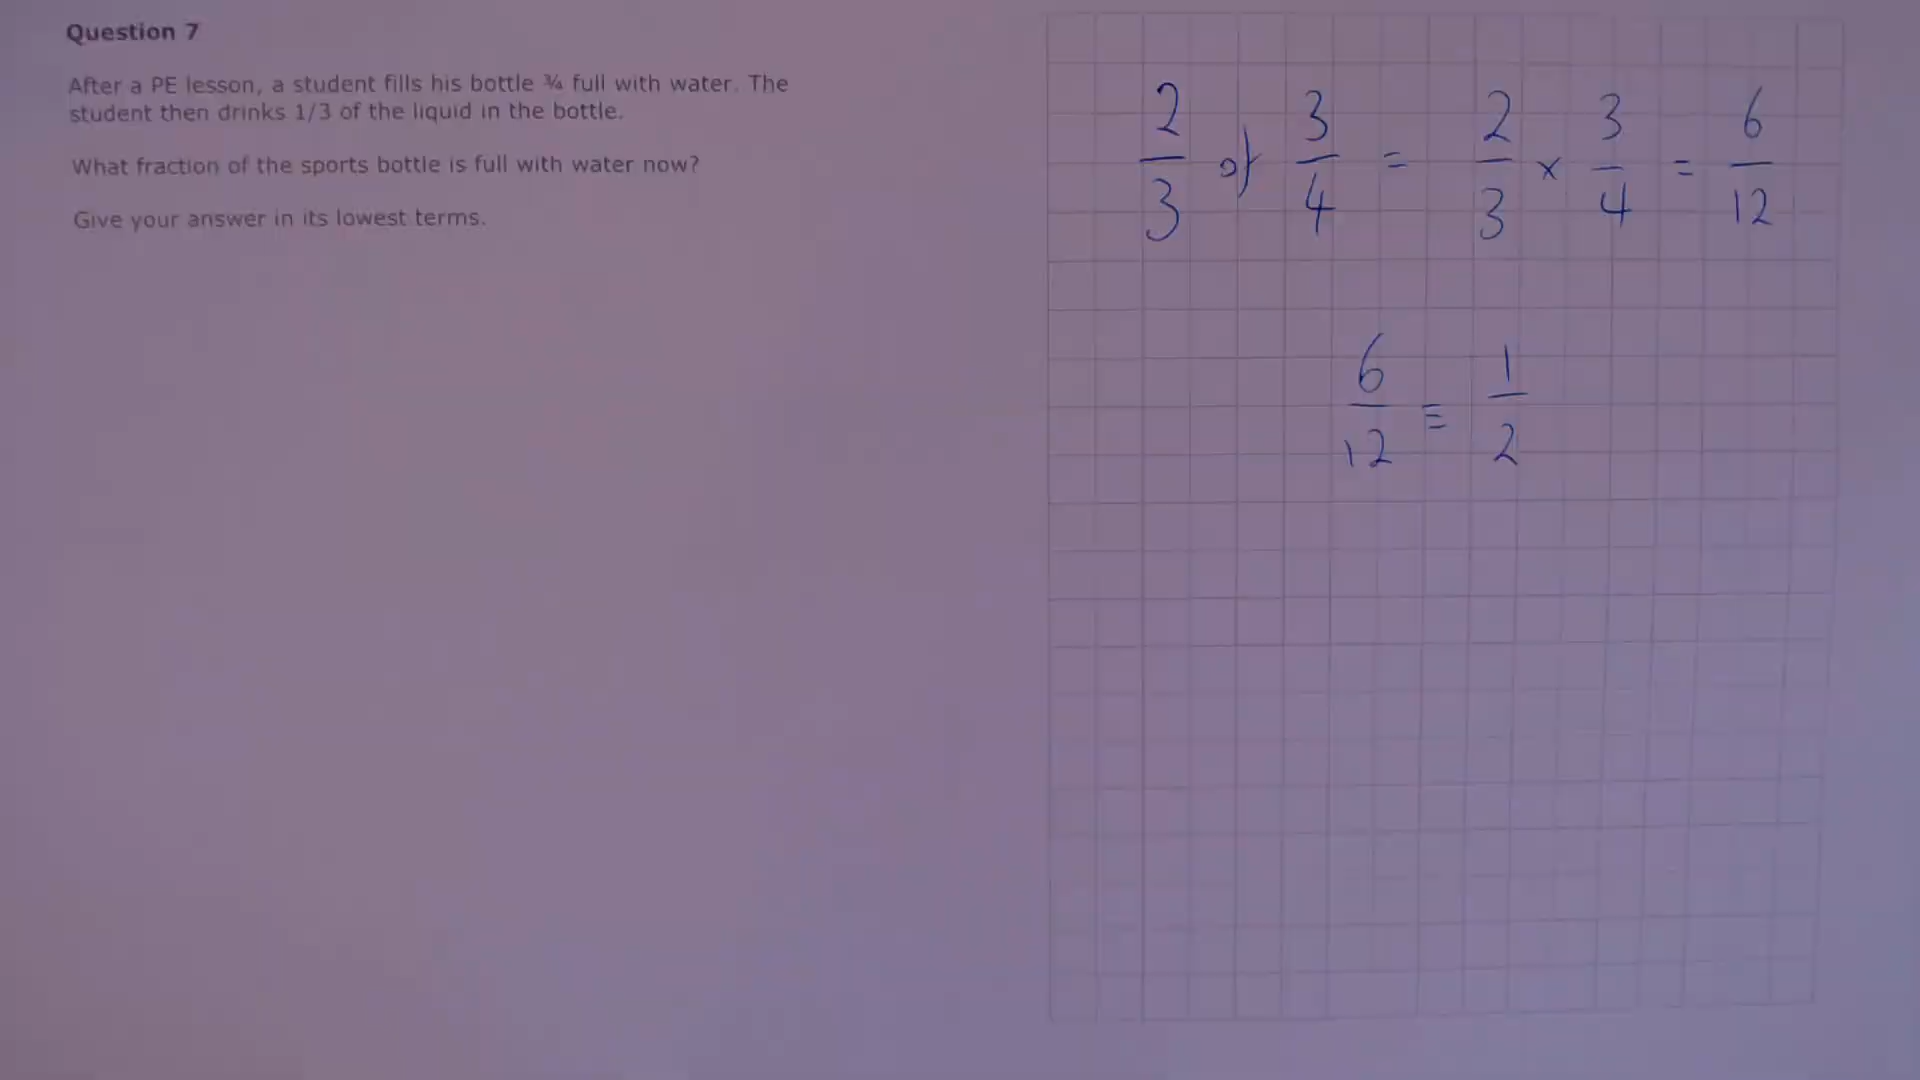 Question 7
After a PE lesson, a student fills his bottle ¾ full with water. The
student then drinks 1/3 of the liquid in the bottle.
What fraction of the sports bottle is full with water now?
Give your answer in its lowest terms.
2/3 of 3/4 = 2/3 × 3/4 = 6/12
6/12 ≡ 1/2